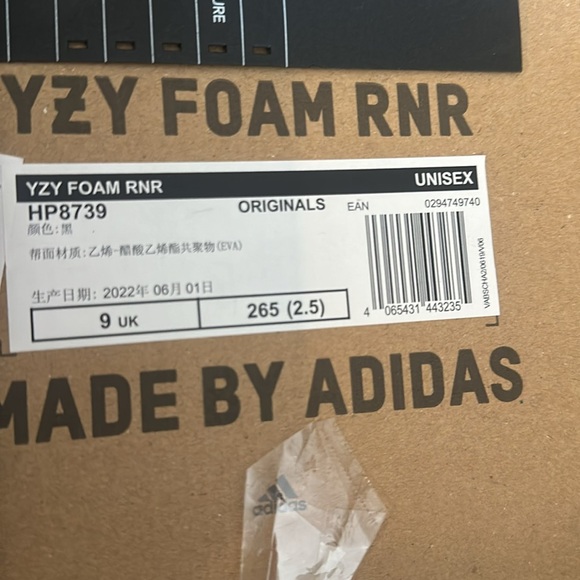 URE
YZY FOAM RNR
YZY FOAM RNR UNISEX
HP8739 ORIGINALS EAN 0294749740
颜色:黑
帮面材质:乙烯-醋酸乙烯酯共聚物(EVA)
生产日期: 2022年 06月 01日
9 UK 265 (2.5)
4 065431 443235
VABSCHA2/0619/V/06
MADE BY ADIDAS
adidas